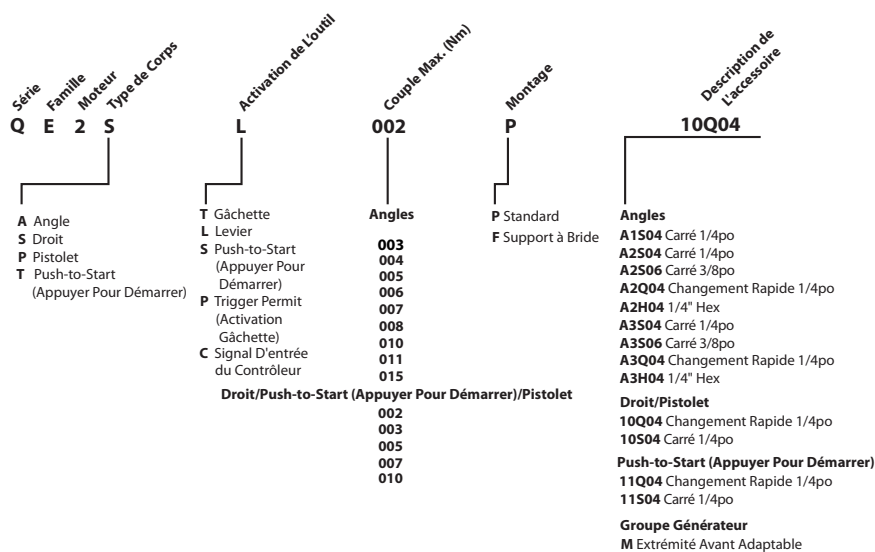 Série
Famille
Moteur
Type de Corps
Activation de L'outil
Couple Max. (Nm)
Montage
Description de
L'accessoire
Q E 2 S L 002 P 10Q04
A Angle
S Droit
P Pistolet
T Push-to-Start
(Appuyer Pour Démarrer)
T Gâchette
L Levier
S Push-to-Start
(Appuyer Pour
Démarrer)
P Trigger Permit
(Activation
Gâchette)
C Signal D'entrée
du Contrôleur
Angles
003
004
005
006
007
008
010
011
015
Droit/Push-to-Start (Appuyer Pour Démarrer)/Pistolet
002
003
005
007
010
P Standard
F Support à Bride
Angles
A1S04 Carré 1/4po
A2S04 Carré 1/4po
A2S06 Carré 3/8po
A2Q04 Changement Rapide 1/4po
A2H04 1/4" Hex
A3S04 Carré 1/4po
A3S06 Carré 3/8po
A3Q04 Changement Rapide 1/4po
A3H04 1/4" Hex
Droit/Pistolet
10Q04 Changement Rapide 1/4po
10S04 Carré 1/4po
Push-to-Start (Appuyer Pour Démarrer)
11Q04 Changement Rapide 1/4po
11S04 Carré 1/4po
Groupe Générateur
M Extrémité Avant Adaptable